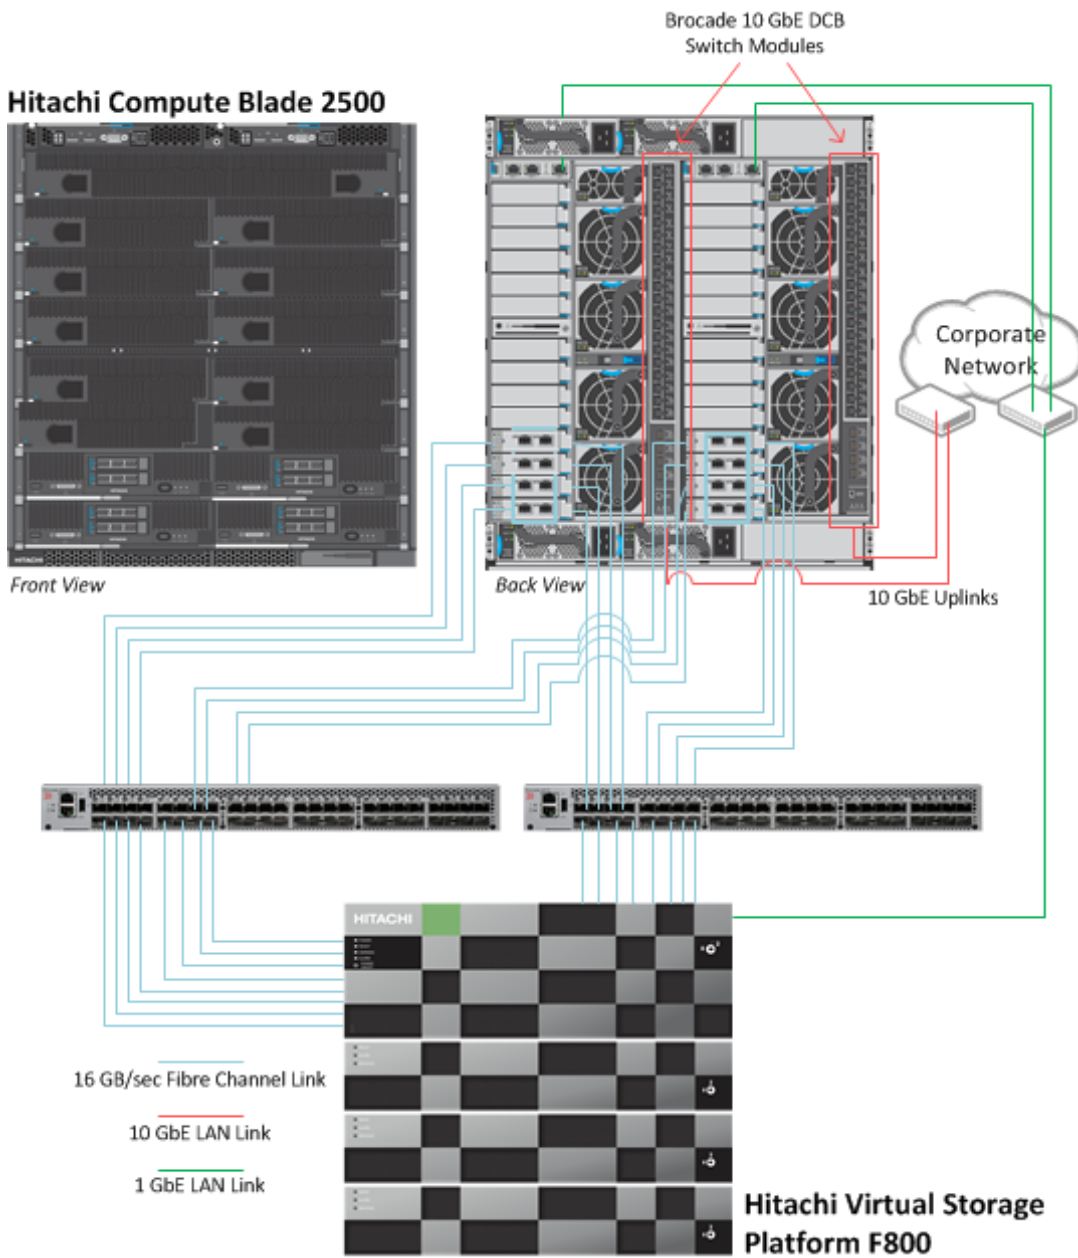 Brocade 10 GbE DCB
Switch Modules
Hitachi Compute Blade 2500
Corporate
Network
Front View
Back View
10 GbE Uplinks
HITACHI
16 GB/sec Fibre Channel Link
10 GbE LAN Link
1 GbE LAN Link
Hitachi Virtual Storage
Platform F800